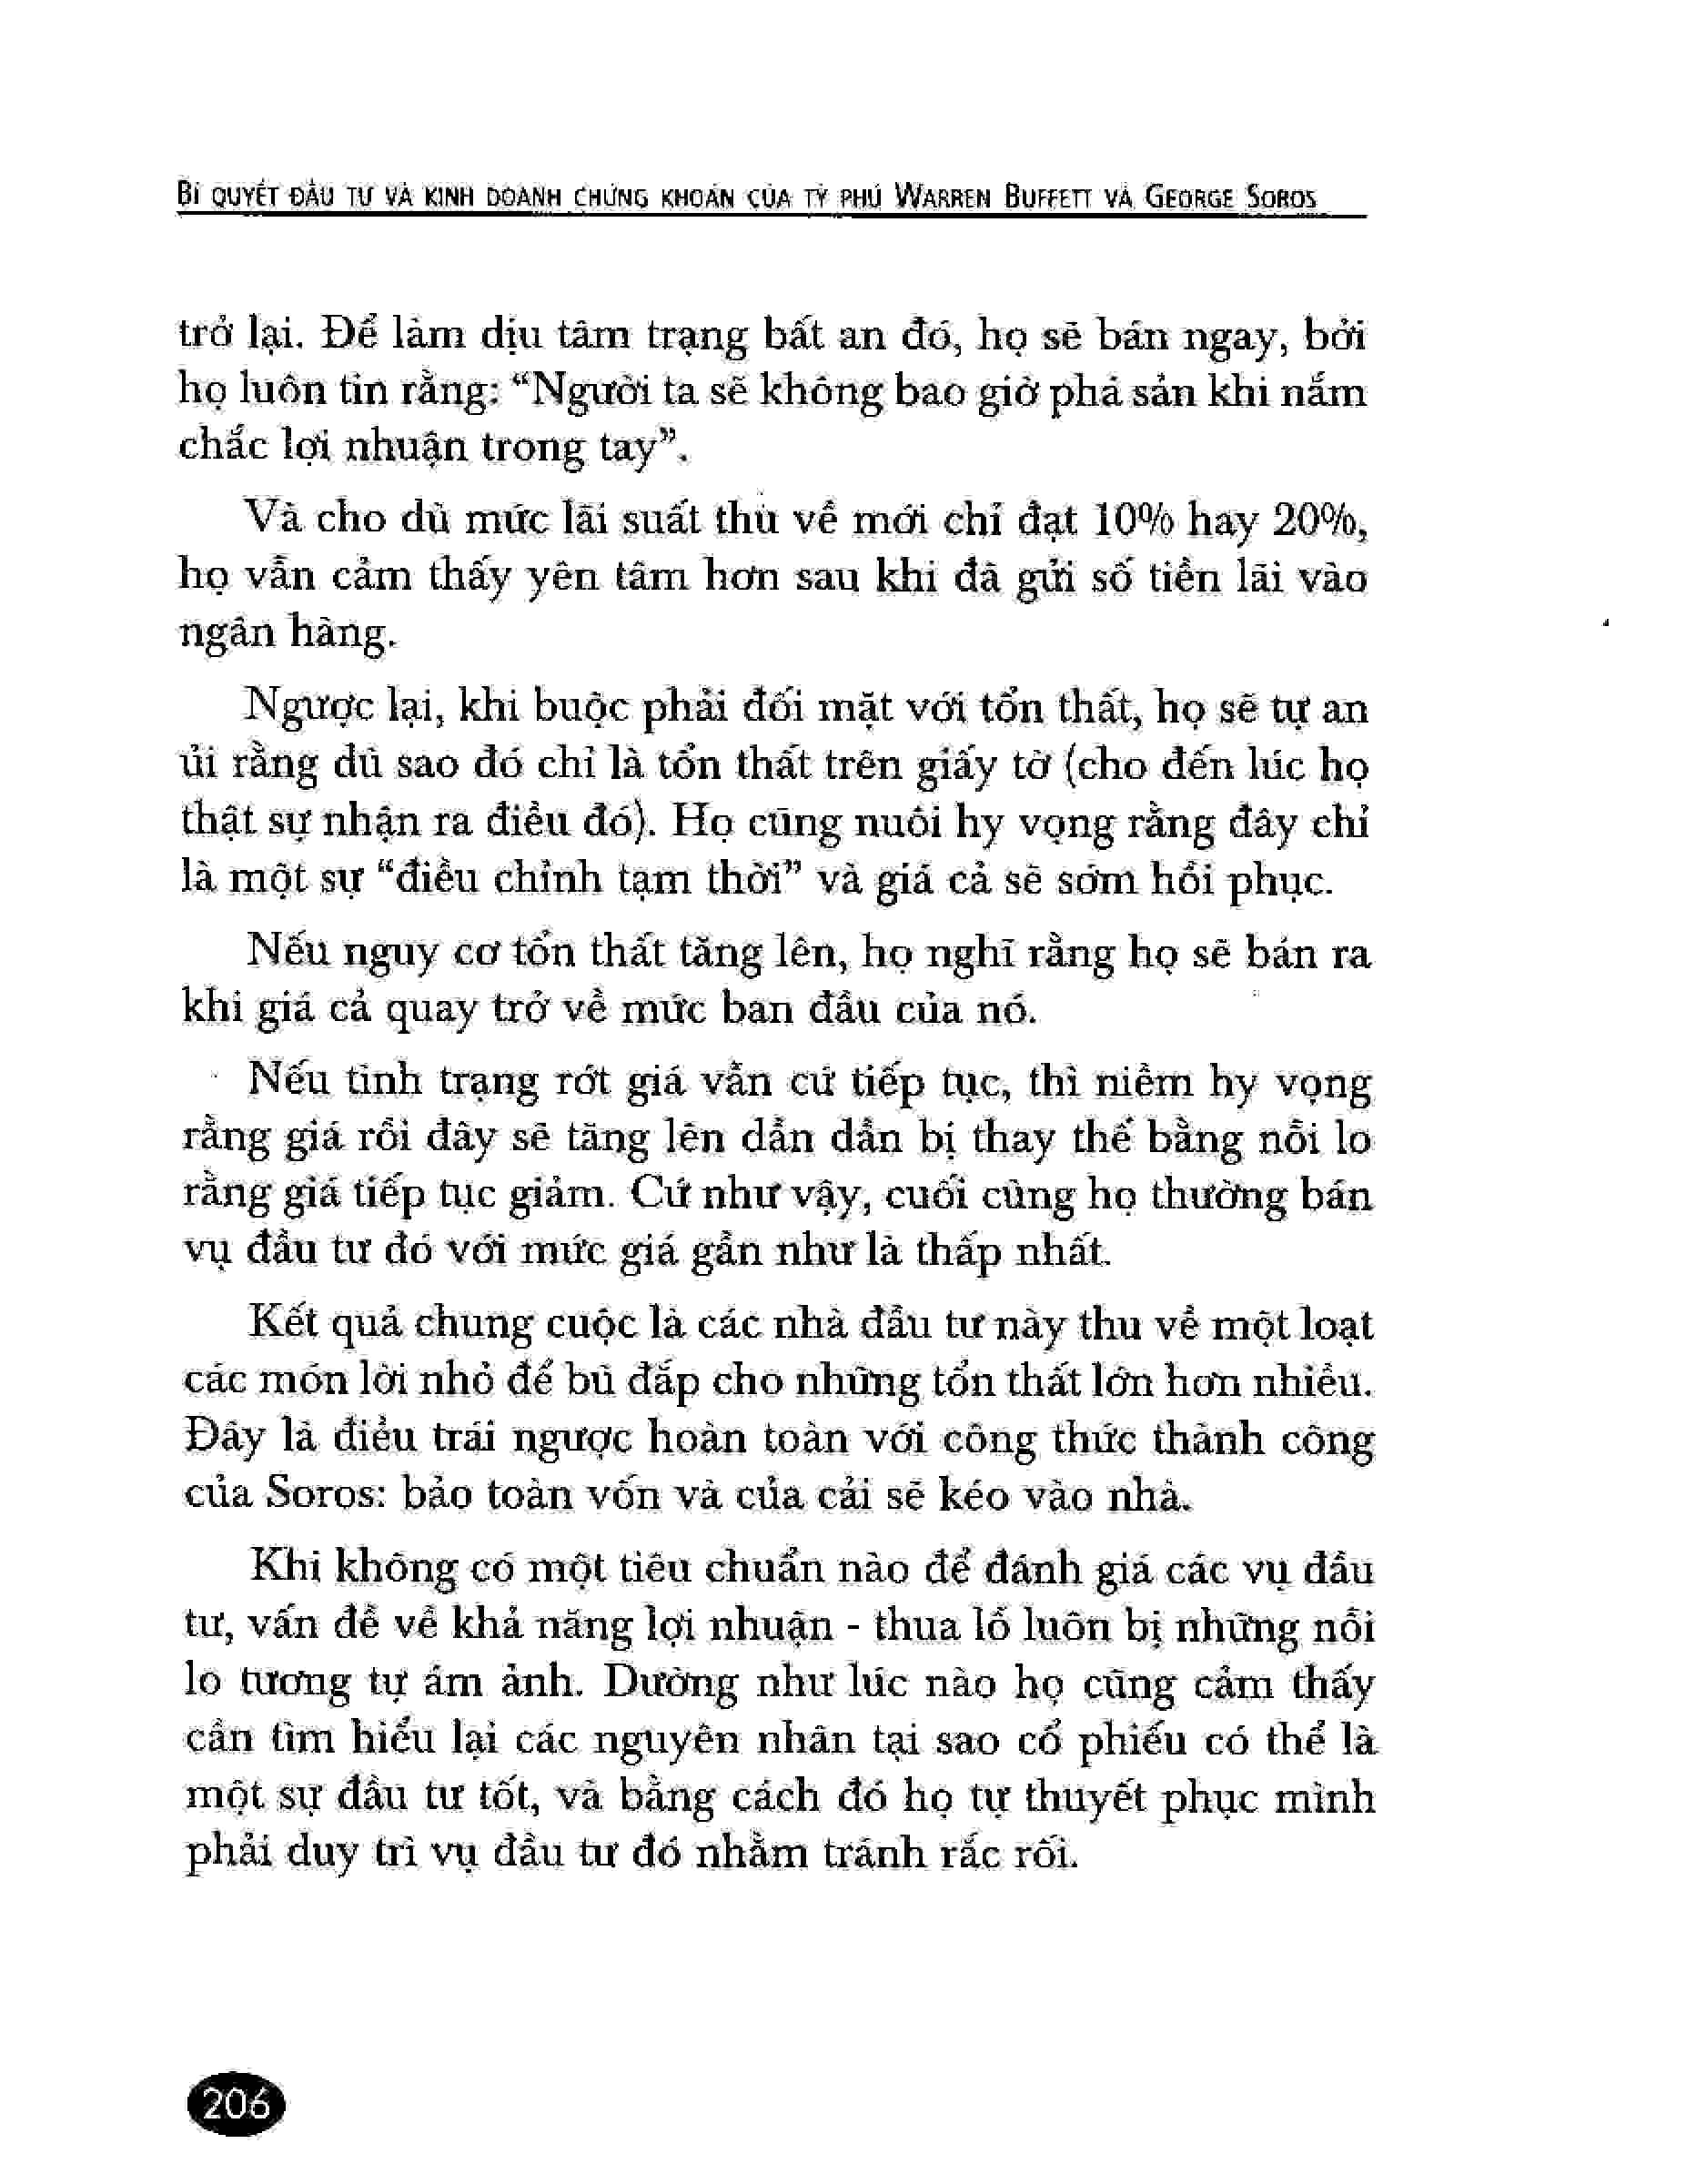 BÍ QUYẾT ĐẦU TƯ VÀ KINH DOANH CHỨNG KHOÁN CỦA TỶ PHÚ WARREN BUFFETT VÀ GEORGE SOROS
trở lại. Để làm dịu tâm trạng bất an đó, họ sẽ bán ngay, bởi
họ luôn tin rằng: “Người ta sẽ không bao giờ phá sản khi nắm
chắc lợi nhuận trong tay”.
Và cho dù mức lãi suất thu về mới chỉ đạt 10% hay 20%,
họ vẫn cảm thấy yên tâm hơn sau khi đã gửi số tiền lãi vào
ngân hàng.
Ngược lại, khi buộc phải đối mặt với tổn thất, họ sẽ tự an
ủi rằng dù sao đó chỉ là tổn thất trên giấy tờ (cho đến lúc họ
thật sự nhận ra điều đó). Họ cũng nuôi hy vọng rằng đây chỉ
là một sự “điều chỉnh tạm thời” và giá cả sẽ sớm hồi phục.
Nếu nguy cơ tổn thất tăng lên, họ nghĩ rằng họ sẽ bán ra
khi giá cả quay trở về mức ban đầu của nó.
Nếu tình trạng rớt giá vẫn cứ tiếp tục, thì niềm hy vọng
rằng giá rồi đây sẽ tăng lên dần dần bị thay thế bằng nỗi lo
rằng giá tiếp tục giảm. Cứ như vậy, cuối cùng họ thường bán
vụ đầu tư đó với mức giá gần như là thấp nhất.
Kết quả chung cuộc là các nhà đầu tư này thu về một loạt
các món lời nhỏ để bù đắp cho những tổn thất lớn hơn nhiều.
Đây là điều trái ngược hoàn toàn với công thức thành công
của Soros: bảo toàn vốn và của cải sẽ kéo vào nhà.
Khi không có một tiêu chuẩn nào để đánh giá các vụ đầu
tư, vấn đề về khả năng lợi nhuận - thua lỗ luôn bị những nỗi
lo tương tự ám ảnh. Dường như lúc nào họ cũng cảm thấy
cần tìm hiểu lại các nguyên nhân tại sao cổ phiếu có thể là
một sự đầu tư tốt, và bằng cách đó họ tự thuyết phục mình
phải duy trì vụ đầu tư đó nhằm tránh rắc rối.
206